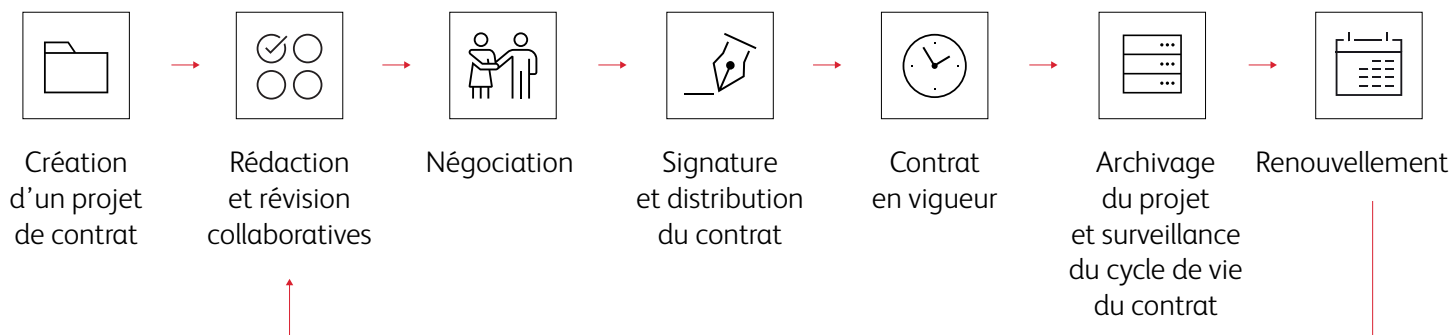 Création
d’un projet
de contrat
Rédaction
et révision
collaboratives
Négociation
Signature
et distribution
du contrat
Contrat
en vigueur
Archivage
du projet
et surveillance
du cycle de vie
du contrat
Renouvellement